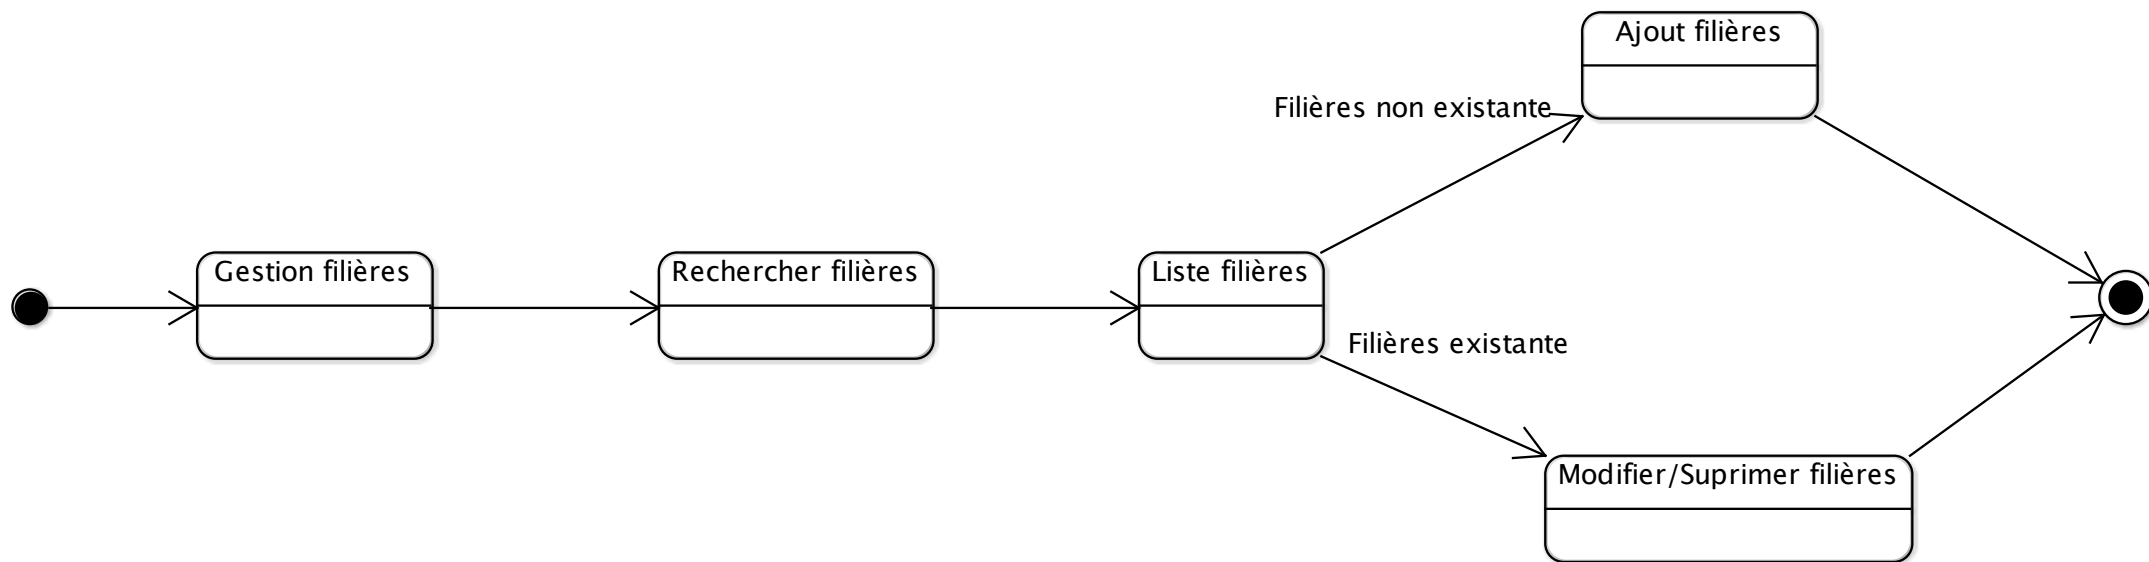 Ajout filières
Filières non existante
Gestion filières
Rechercher filières
Liste filières
Filières existante
Modifier/Suprimer filières